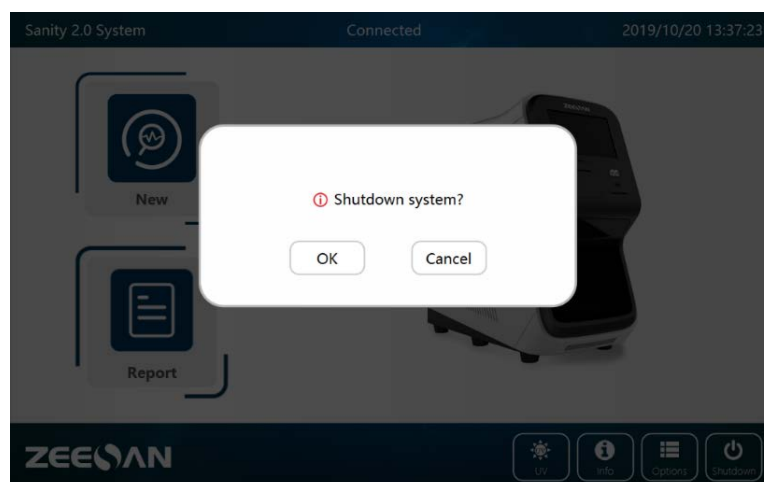 Sanity 2.0 System Connected 2019/10/20 13:37:23
New
Shutdown system?
OK Cancel
Report
ZEESAN
UV Info Options Shutdown